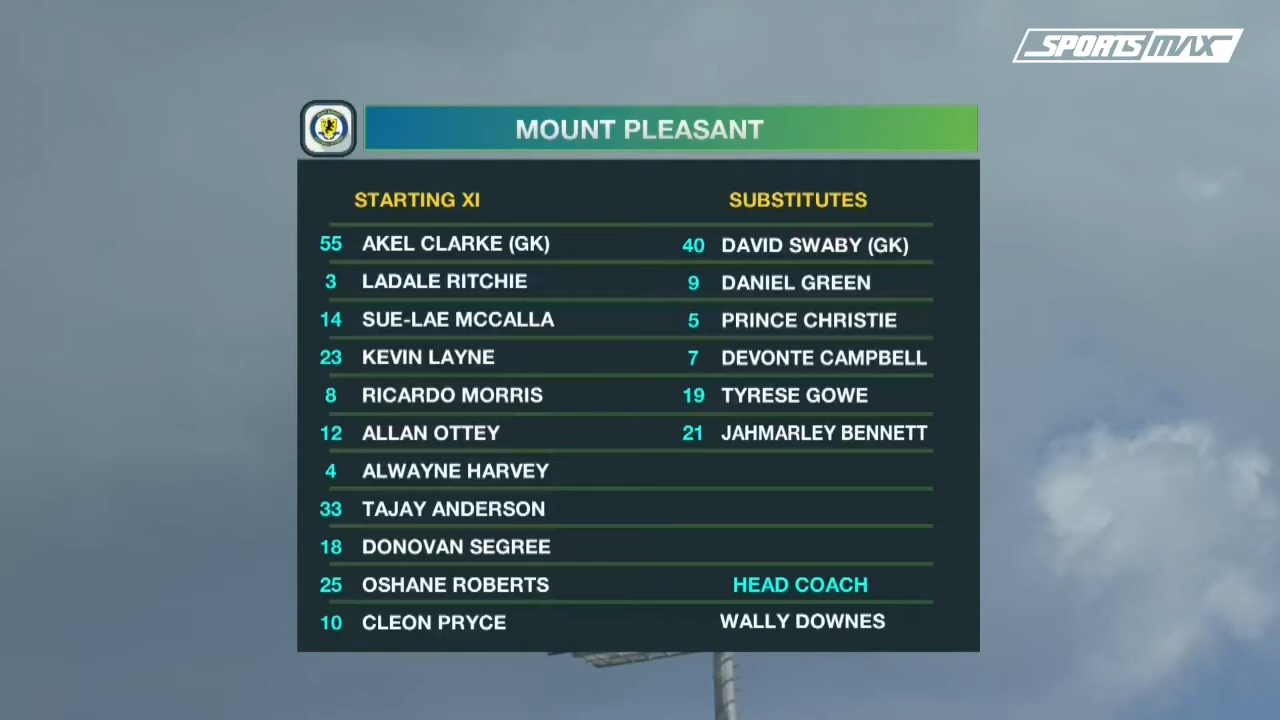 SPORTSMAX
MOUNT PLEASANT
STARTING XI
55 AKEL CLARKE (GK)
3 LADALE RITCHIE
14 SUE-LAE MCCALLA
23 KEVIN LAYNE
8 RICARDO MORRIS
12 ALLAN OTTEY
4 ALWAYNE HARVEY
33 TAJAY ANDERSON
18 DONOVAN SEGREE
25 OSHANE ROBERTS
10 CLEON PRYCE
SUBSTITUTES
40 DAVID SWABY (GK)
9 DANIEL GREEN
5 PRINCE CHRISTIE
7 DEVONTE CAMPBELL
19 TYRESE GOWE
21 JAHMARLEY BENNETT
HEAD COACH
WALLY DOWNES